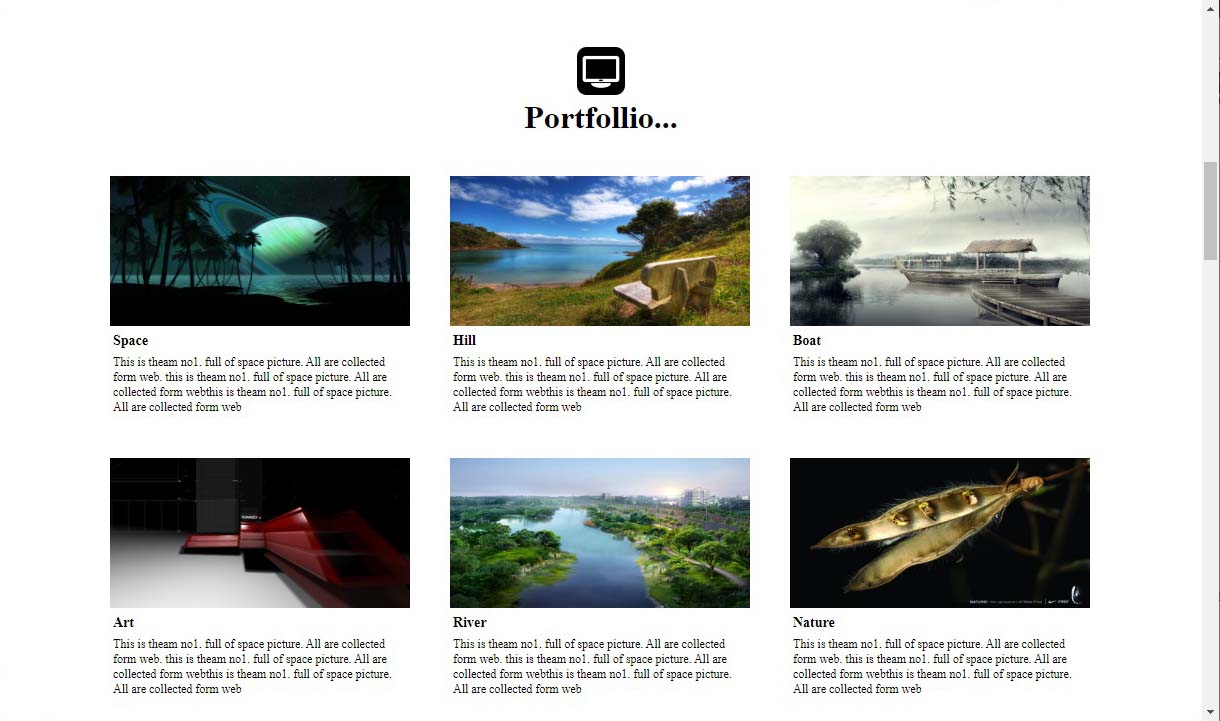 Portfollio...
Space
This is theam no1. full of space picture. All are collected
form web. this is theam no1. full of space picture. All are
collected form webthis is theam no1. full of space picture.
All are collected form web
Hill
This is theam no1. full of space picture. All are collected
form web. this is theam no1. full of space picture. All are
collected form webthis is theam no1. full of space picture.
All are collected form web
Boat
This is theam no1. full of space picture. All are collected
form web. this is theam no1. full of space picture. All are
collected form webthis is theam no1. full of space picture.
All are collected form web
Art
This is theam no1. full of space picture. All are collected
form web. this is theam no1. full of space picture. All are
collected form webthis is theam no1. full of space picture.
All are collected form web
River
This is theam no1. full of space picture. All are collected
form web. this is theam no1. full of space picture. All are
collected form webthis is theam no1. full of space picture.
All are collected form web
NATURE:
FREE
Nature
This is theam no1. full of space picture. All are collected
form web. this is theam no1. full of space picture. All are
collected form webthis is theam no1. full of space picture.
All are collected form web